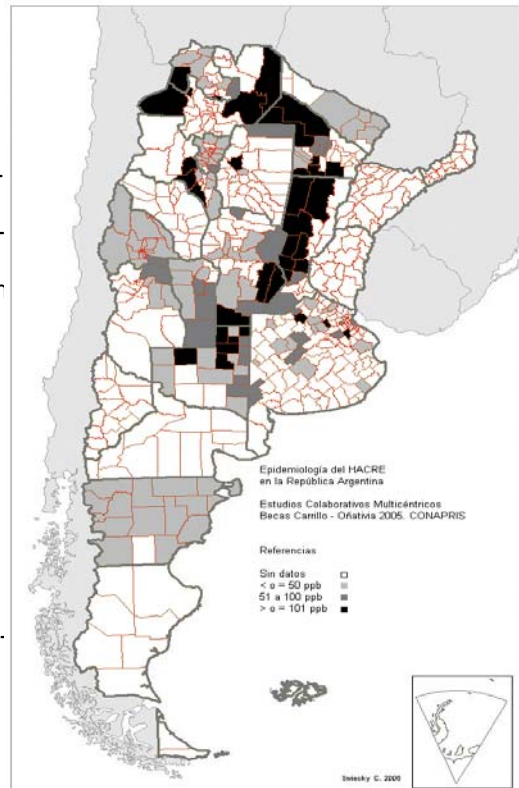 Epidemiología del HACRE
en la República Argentina
Estudios Colaborativos Multicéntricos
Becas Carrillo - Oñativia 2005. CONAPRIS
Referencias
Sin datos
< o = 50 ppb
51 a 100 ppb
> o = 101 ppb
C. 2006